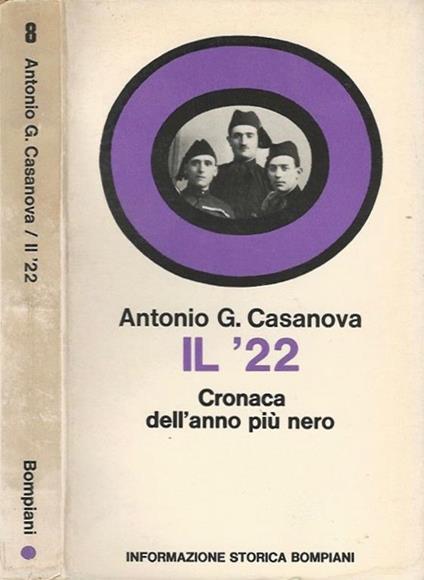 8 Antonio G. Casanova / Il '22 Bompiani
Antonio G. Casanova
IL '22
Cronaca
dell'anno più nero
INFORMAZIONE STORICA BOMPIANI